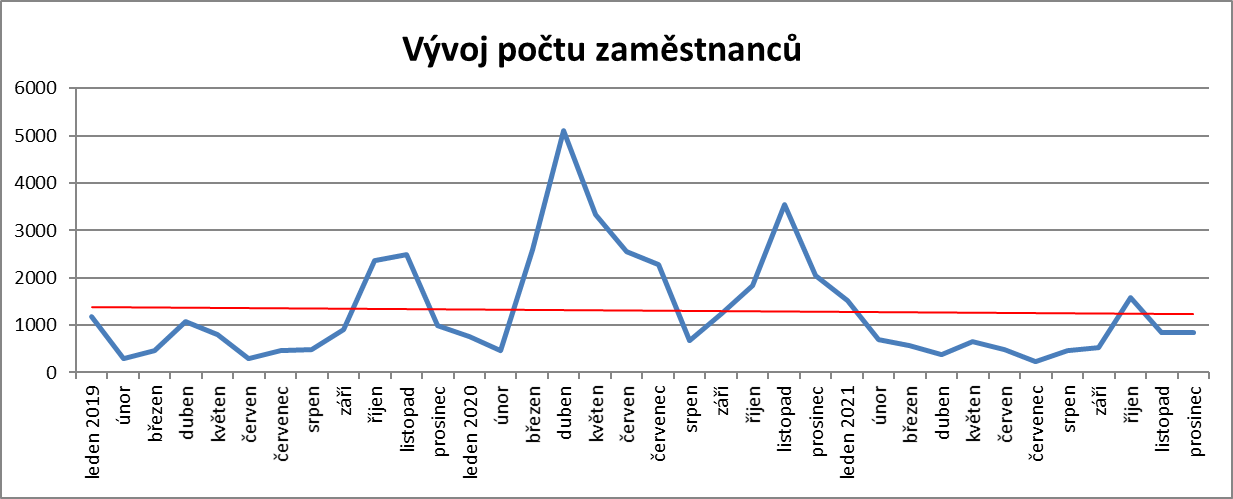 Vývoj počtu zaměstnanců
6000
5000
4000
3000
2000
1000
0
leden 2019
únor
březen
duben
květen
červen
červenec
srpen
září
říjen
listopad
prosinec
leden 2020
únor
březen
duben
květen
červen
červenec
srpen
září
říjen
listopad
prosinec
leden 2021
únor
březen
duben
květen
červen
červenec
srpen
září
říjen
listopad
prosinec